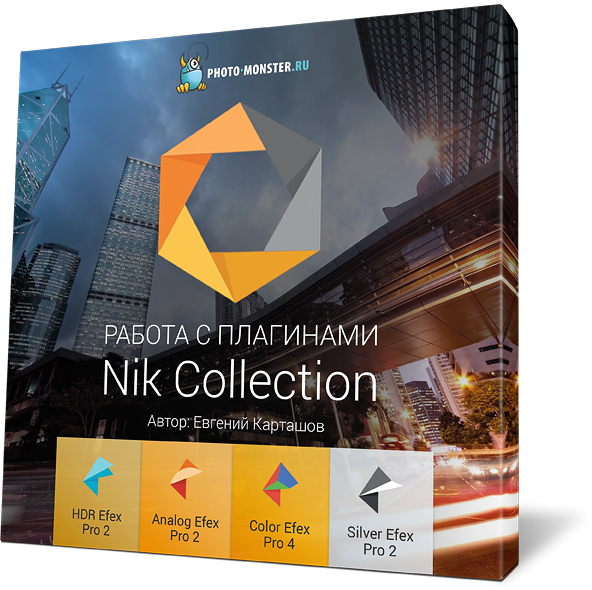 PHOTO-MONSTER.RU
РАБОТА С ПЛАГИНАМИ
Nik Collection
Автор: Евгений Карташов
HDR Efex
Pro 2
Analog Efex
Pro 2
Color Efex
Pro 4
Silver Efex
Pro 2